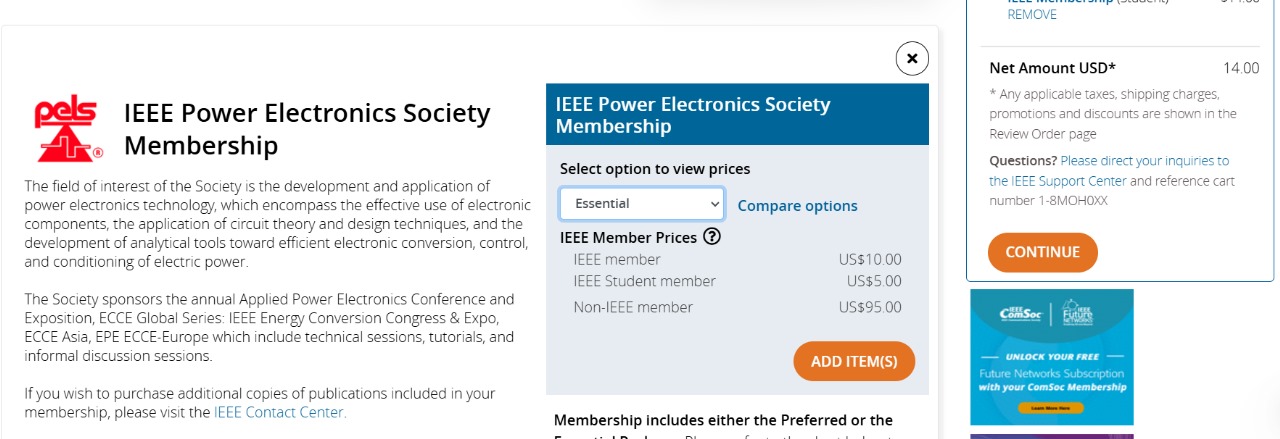 IEEE Membership (Student)
REMOVE
Net Amount USD* 14.00
* Any applicable taxes, shipping charges,
promotions and discounts are shown in the
Review Order page
Questions? Please direct your inquiries to
the IEEE Support Center and reference cart
number 1-8MOH0XX
CONTINUE
pels
®
IEEE Power Electronics Society
Membership
The field of interest of the Society is the development and application of
power electronics technology, which encompass the effective use of electronic
components, the application of circuit theory and design techniques, and the
development of analytical tools toward efficient electronic conversion, control,
and conditioning of electric power.
The Society sponsors the annual Applied Power Electronics Conference and
Exposition, ECCE Global Series: IEEE Energy Conversion Congress & Expo,
ECCE Asia, EPE ECCE-Europe which include technical sessions, tutorials, and
informal discussion sessions.
If you wish to purchase additional copies of publications included in your
membership, please visit the IEEE Contact Center.
IEEE Power Electronics Society
Membership
Select option to view prices
Essential
Compare options
IEEE Member Prices ?
IEEE member US$10.00
IEEE Student member US$5.00
Non-IEEE member US$95.00
ADD ITEM(S)
Membership includes either the Preferred or the
IEEE ComSoc
IEEE Future Networks
UNLOCK YOUR FREE
Future Networks Subscription
with your ComSoc Membership
Learn More Here